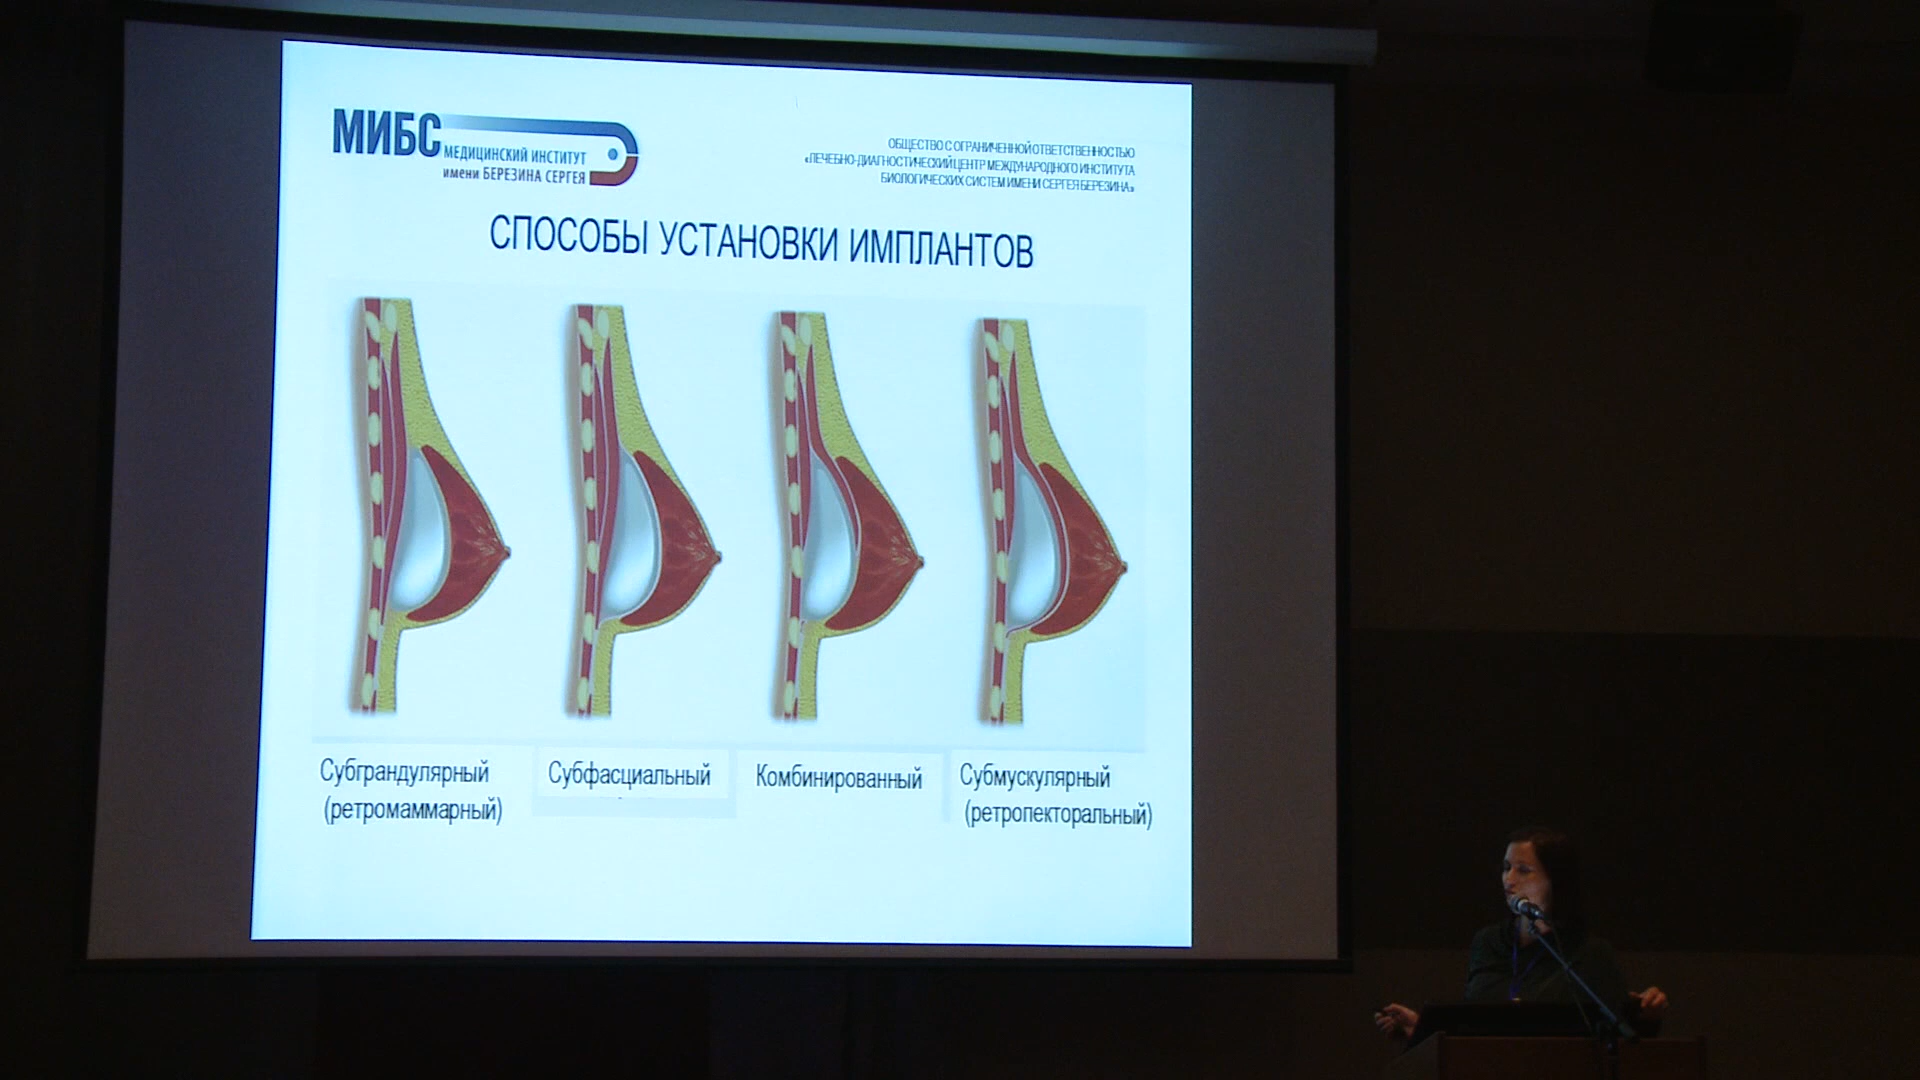 МИБС
МЕДИЦИНСКИЙ ИНСТИТУТ
имени БЕРЕЗИНА СЕРГЕЯ
ОБЩЕСТВО С ОГРАНИЧЕННОЙ ОТВЕТСТВЕННОСТЬЮ
«ЛЕЧЕБНО-ДИАГНОСТИЧЕСКИЙ ЦЕНТР МЕЖДУНАРОДНОГО ИНСТИТУТА
БИОЛОГИЧЕСКИХ СИСТЕМ ИМЕНИ СЕРГЕЯ БЕРЕЗИНА»
СПОСОБЫ УСТАНОВКИ ИМПЛАНТОВ
Субграндулярный
(ретромаммарный)
Субфасциальный
Комбинированный
Субмускулярный
(ретропекторальный)